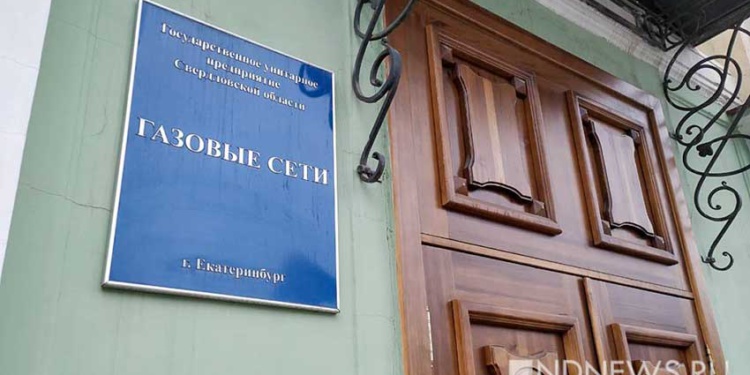 Государственное унитарное
предприятие
Свердловской области
ГАЗОВЫЕ СЕТИ
г. Екатеринбург
NDNEWS.RU